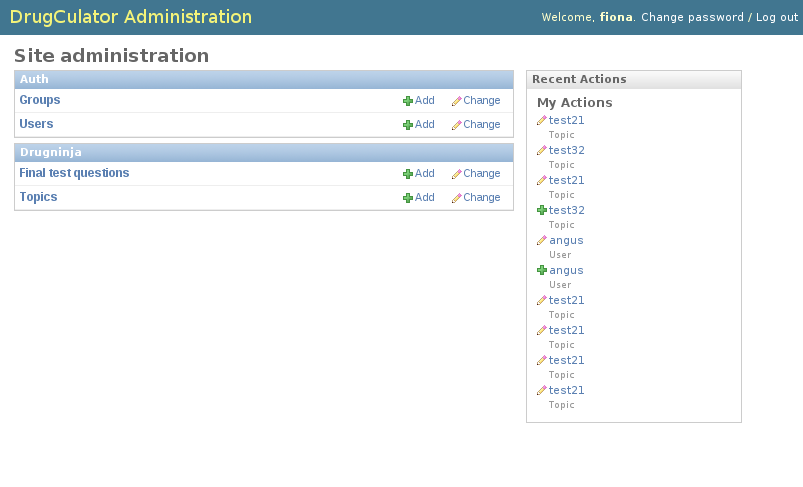 DrugCulator Administration
Welcome, fiona. Change password / Log out
Site administration
Auth
Groups Add Change
Users Add Change
Drugninja
Final test questions Add Change
Topics Add Change
Recent Actions
My Actions
test21
Topic
test32
Topic
test21
Topic
test32
Topic
angus
User
angus
User
test21
Topic
test21
Topic
test21
Topic
test21
Topic